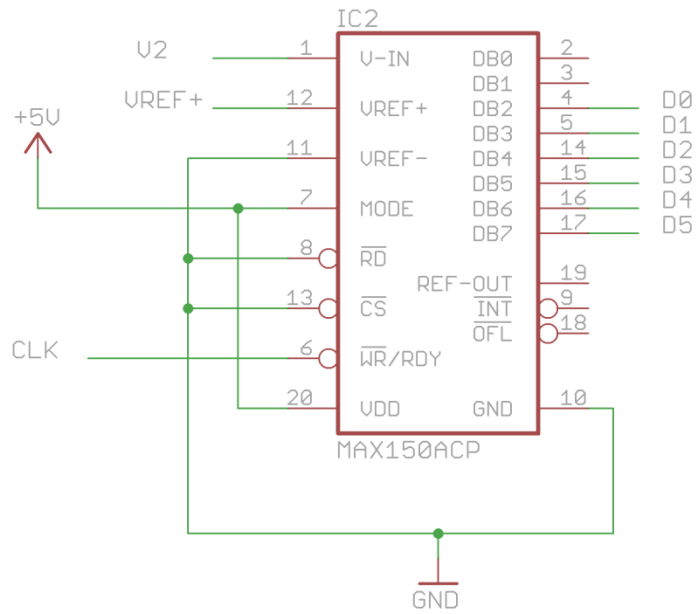 IC2
V2 1 V-IN DB0 2
DB1 3
VREF+ 12 VREF+ DB2 4 D0
+5V DB3 5 D1
11 VREF- DB4 14 D2
DB5 15 D3
7 MODE DB6 16 D4
DB7 17 D5
8 RD
REF-OUT 19
13 CS INT 9
OFL 18
CLK 6 WR/RDY
20 VDD GND 10
MAX150ACP
GND